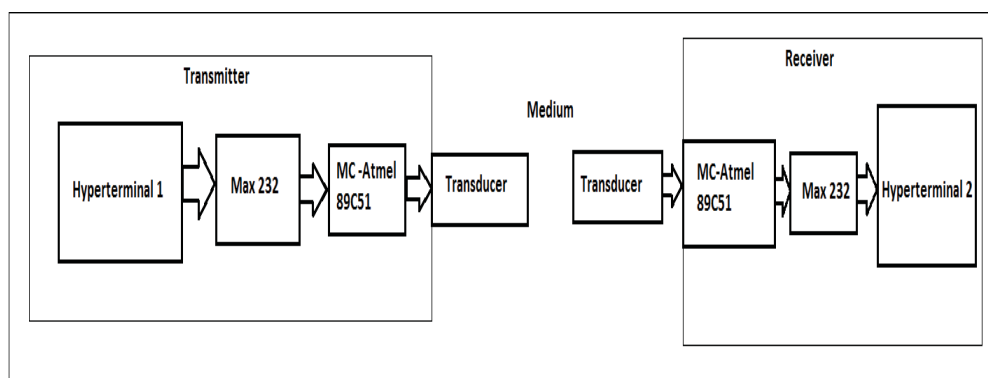 Transmitter
Hyperterminal 1
Max 232
MC -Atmel
89C51
Transducer
Medium
Transducer
Receiver
MC-Atmel
89C51
Max 232
Hyperterminal 2